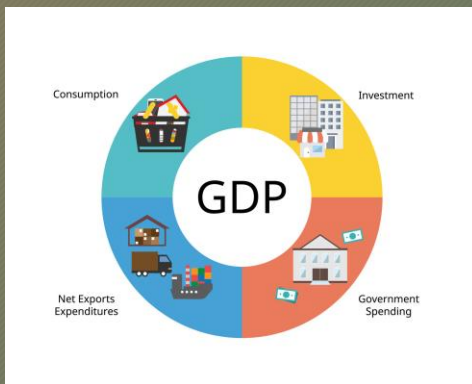 Consumption
Investment
GDP
Net Exports
Expenditures
Government
Spending